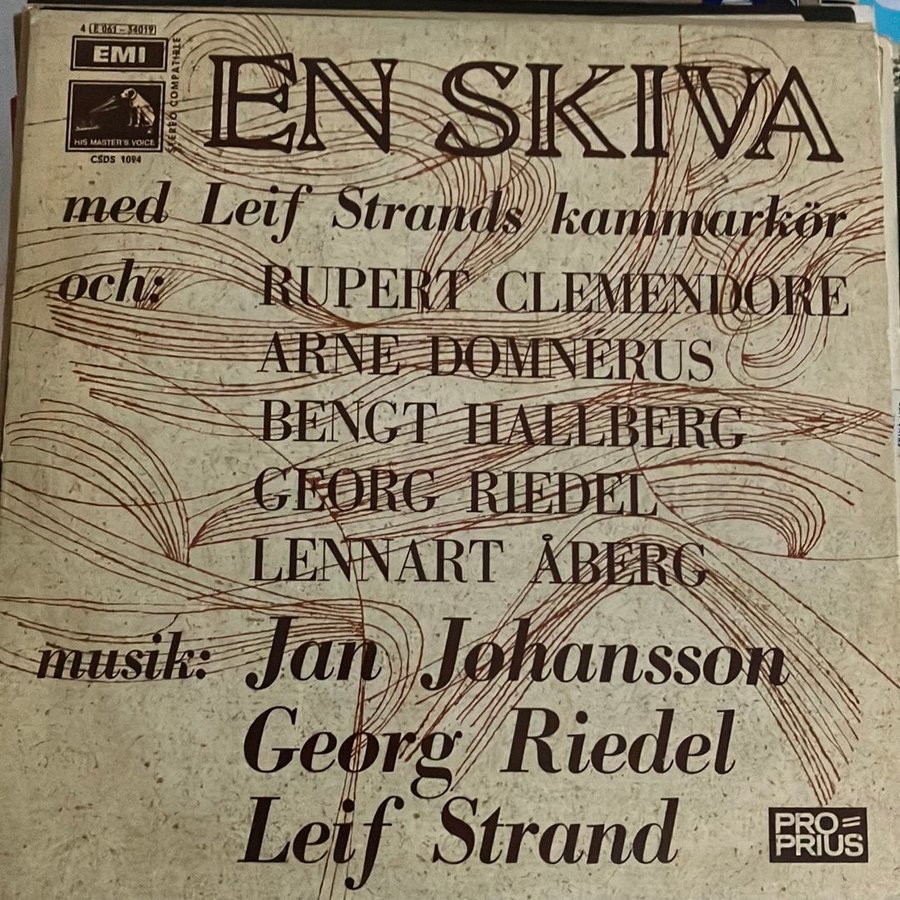 4 E 061-34019
EMI
HIS MASTER'S VOICE
CSDS 1094
STEREO COMPATIBLE
EN SKIVA
med Leif Strands kammarkör
och: RUPERT CLEMENDORE
ARNE DOMNÉRUS
BENGT HALLBERG
GEORG RIEDEL
LENNART ÅBERG
musik: Jan Johansson
Georg Riedel
Leif Strand
PRO=
PRIUS